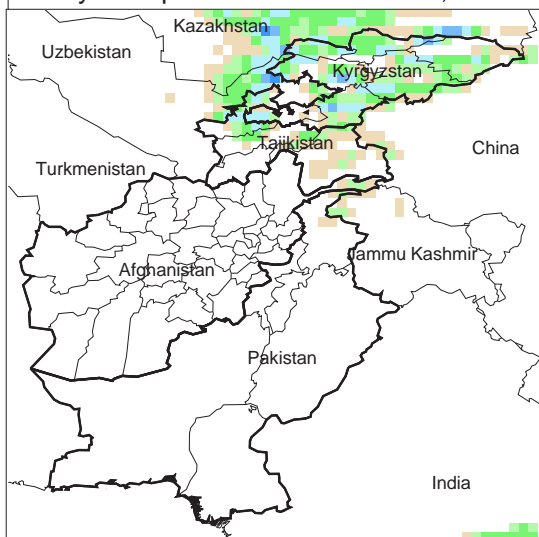 Kazakhstan
Uzbekistan
Kyrgyzstan
Tajikistan
China
Turkmenistan
Jammu Kashmir
Afghanistan
Pakistan
India